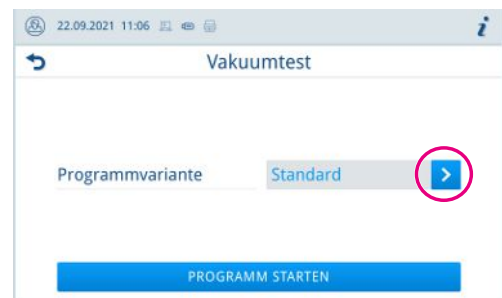 22.09.2021 11:06
Vakuumtest
Programmvariante Standard
PROGRAMM STARTEN